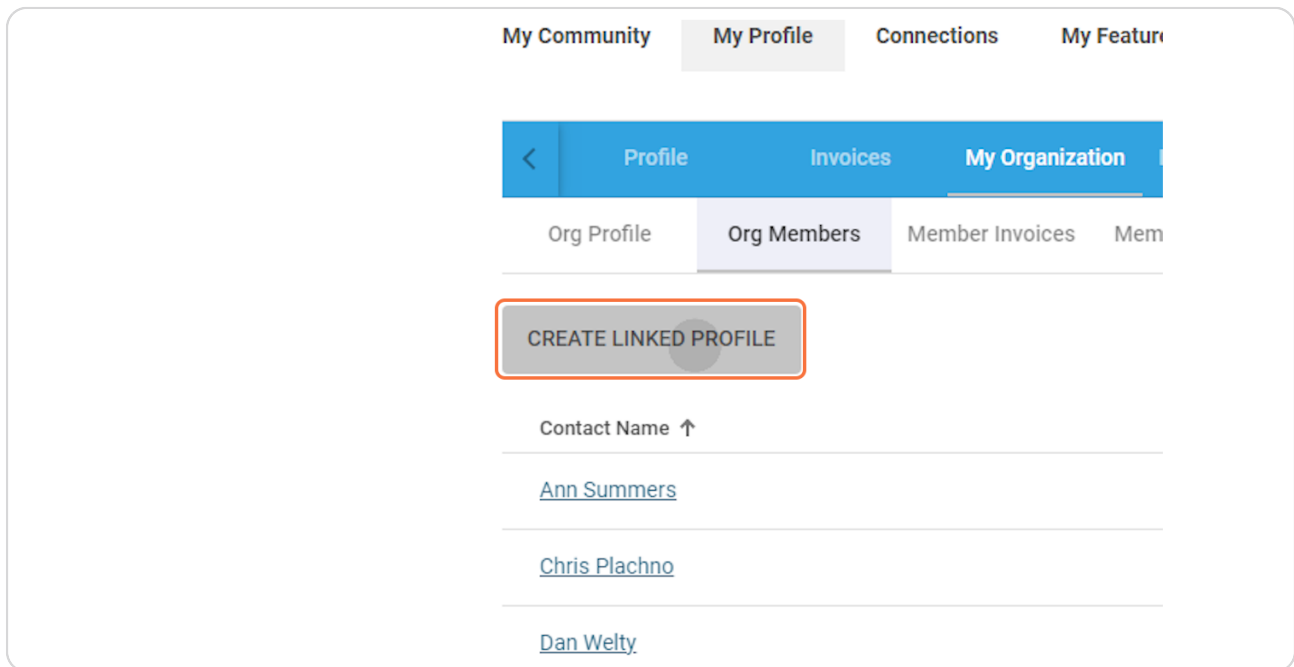 My Community My Profile Connections
Profile Invoices My Organization
Org Profile Org Members Member Invoices
CREATE LINKED PROFILE
Contact Name ↑
Ann Summers
Chris Plachno
Dan Welty